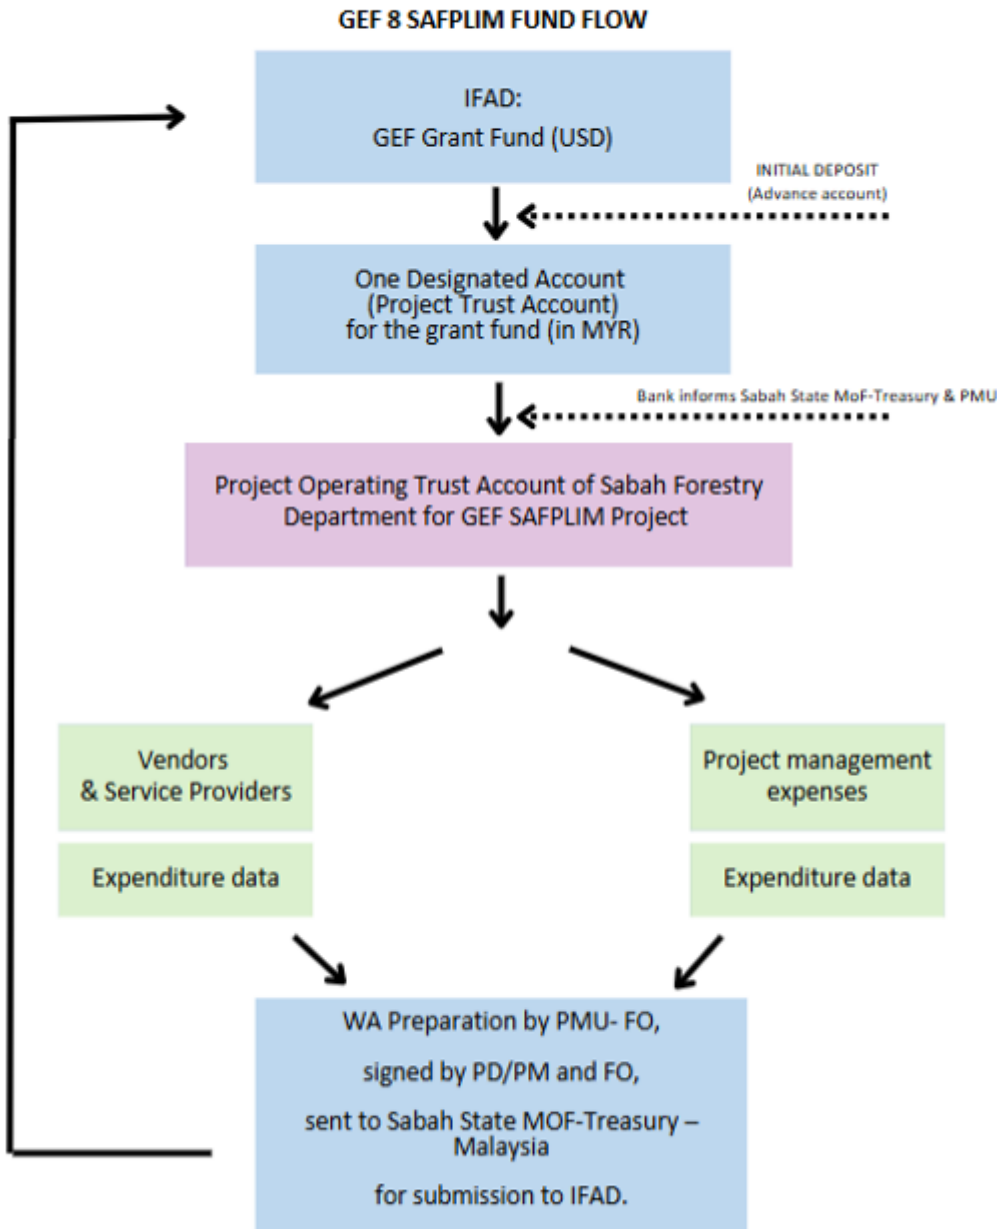 GEF 8 SAFPLIM FUND FLOW
IFAD:
GEF Grant Fund (USD)
INITIAL DEPOSIT
(Advance account)
One Designated Account
(Project Trust Account)
for the grant fund (in MYR)
Bank informs Sabah State MoF-Treasury & PMU
Project Operating Trust Account of Sabah Forestry
Department for GEF SAFPLIM Project
Vendors
& Service Providers
Project management
expenses
Expenditure data
Expenditure data
WA Preparation by PMU- FO,
signed by PD/PM and FO,
sent to Sabah State MOF-Treasury –
Malaysia
for submission to IFAD.